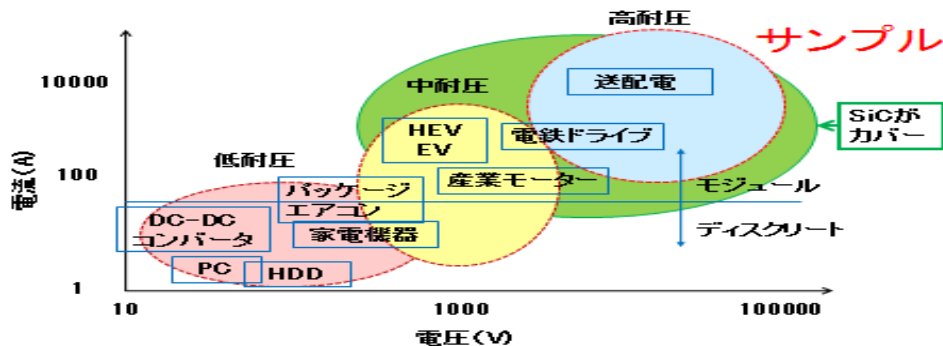 高耐圧
サンプル
10000
中耐圧
送配電
HEV
EV
電鉄ドライブ
SiCが
カバー
低耐圧
電流(A)
100
パッケージ
エアコン
産業モーター
モジュール
DC-DC
コンバータ
家電機器
ディスクリート
PC
HDD
1
10
1000
100000
電圧(V)